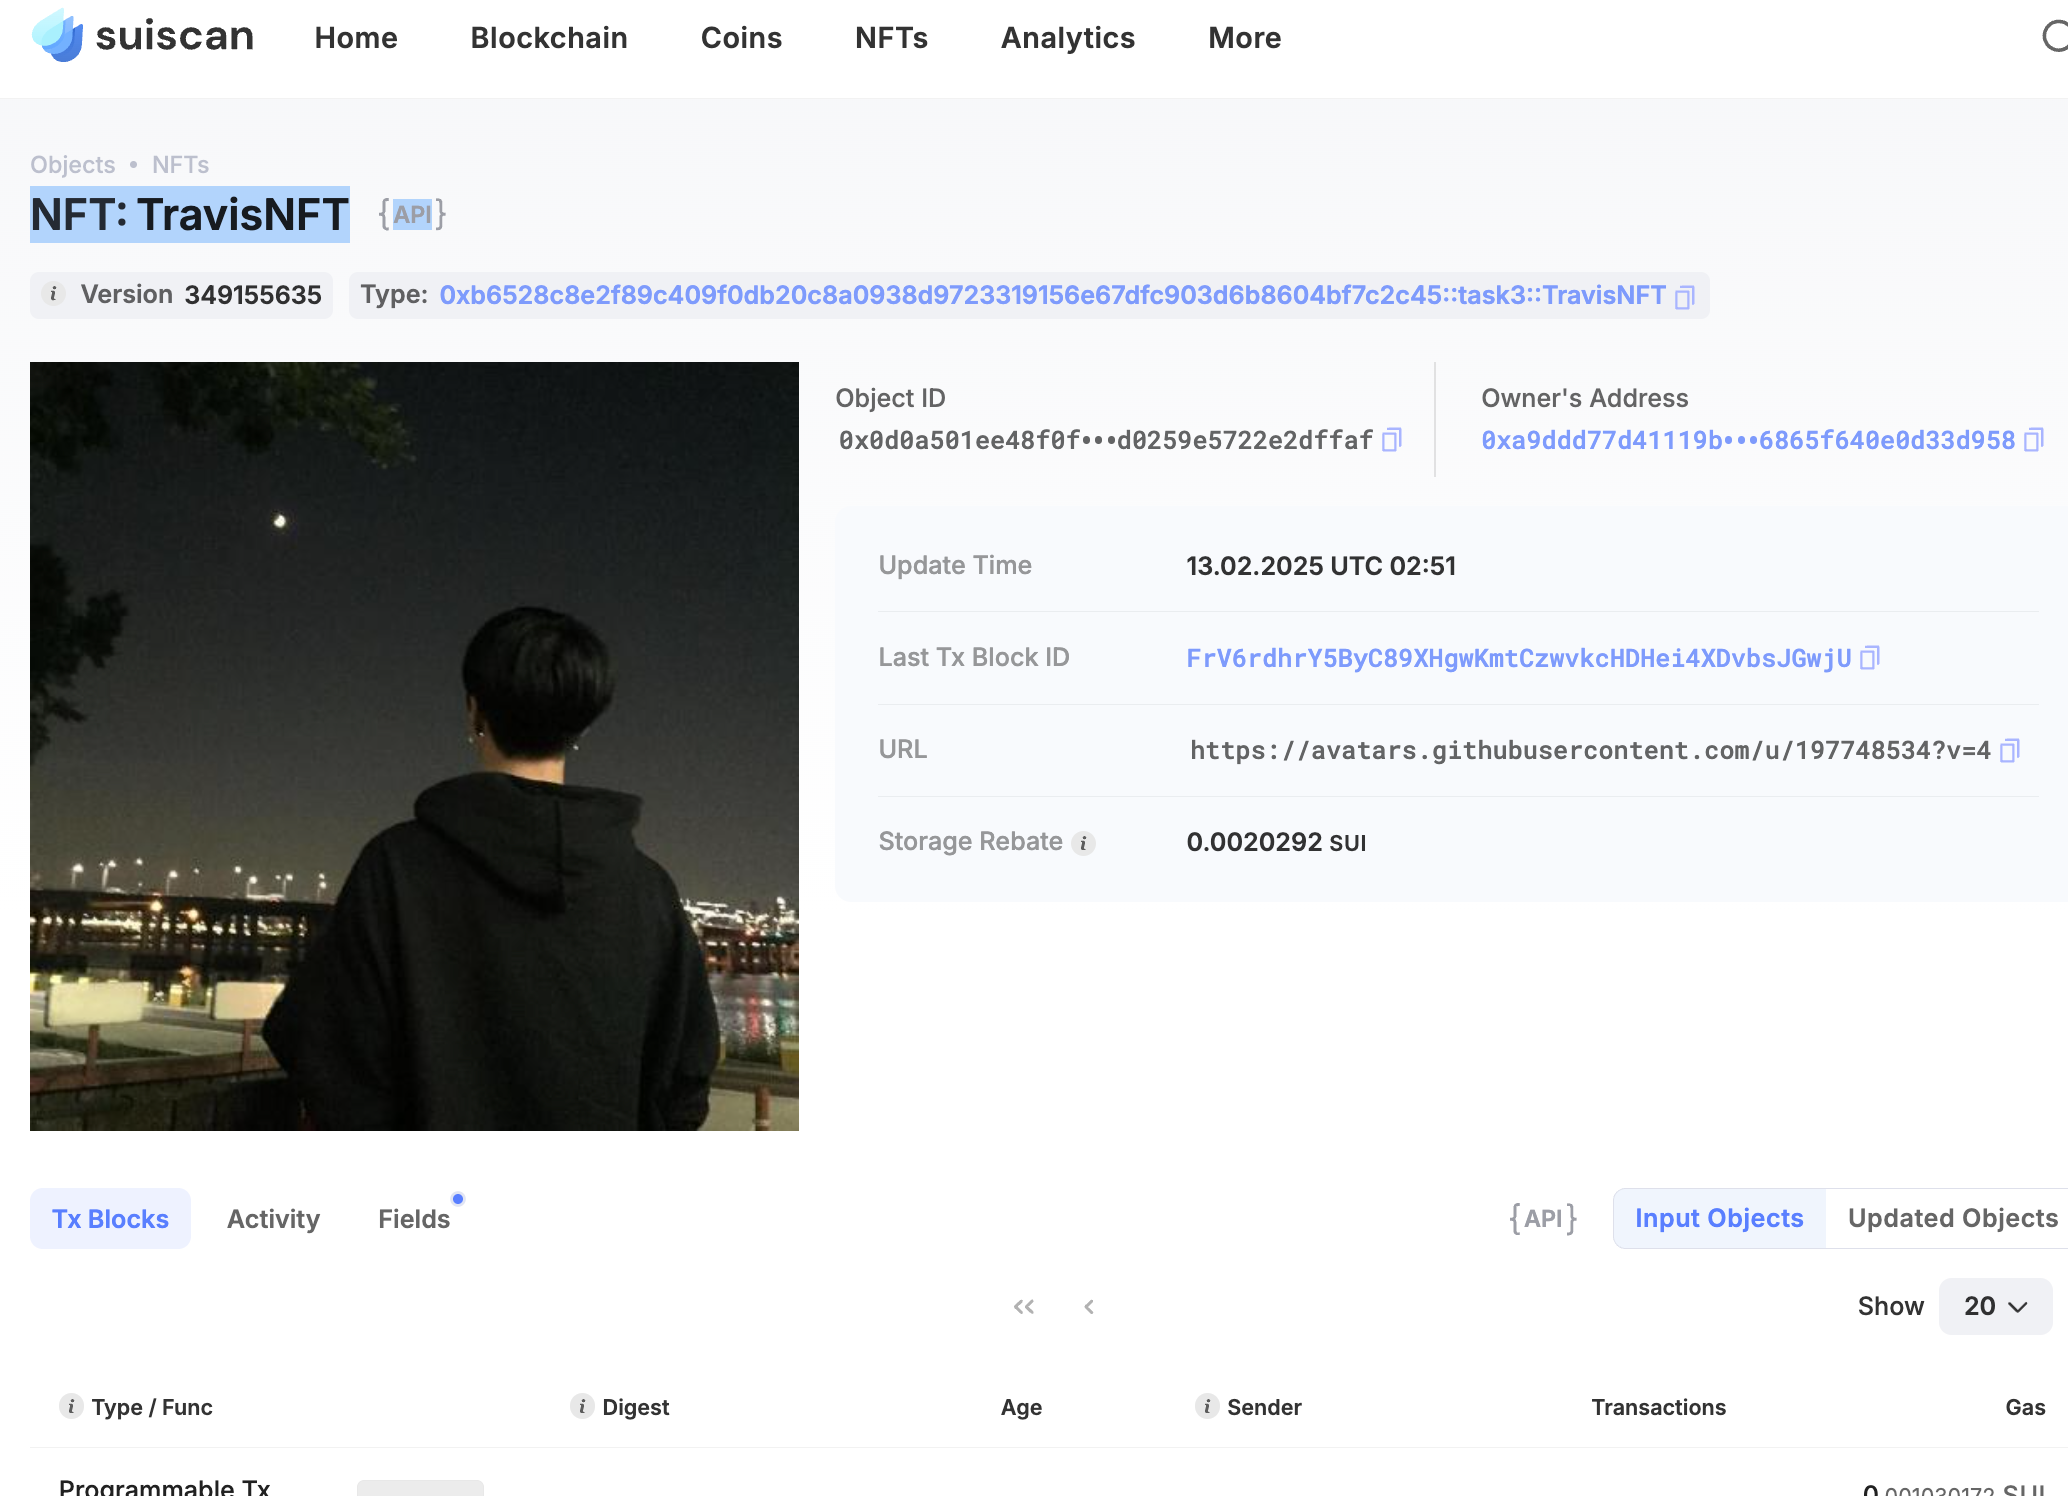 suiscan
Home Blockchain Coins NFTs Analytics More
Objects • NFTs
NFT: TravisNFT {API}
i Version 349155635 Type: 0xb6528c8e2f89c409f0db20c8a0938d9723319156e67dfc903d6b8604bf7c2c45::task3::TravisNFT
Object ID
0x0d0a501ee48f0f•••d0259e5722e2dffaf
Owner's Address
0xa9ddd77d41119b•••6865f640e0d33d958
Update Time 13.02.2025 UTC 02:51
Last Tx Block ID FrV6rdhrY5ByC89XHgwKmtCzwvkcHDHei4XDvbsJGwjU
URL https://avatars.githubusercontent.com/u/197748534?v=4
Storage Rebate i 0.0020292 SUI
Tx Blocks Activity Fields {API} Input Objects Updated Objects
« ‹ Show 20
i Type / Func i Digest Age i Sender Transactions Gas
Programmable Tx 0.001030172 SUI